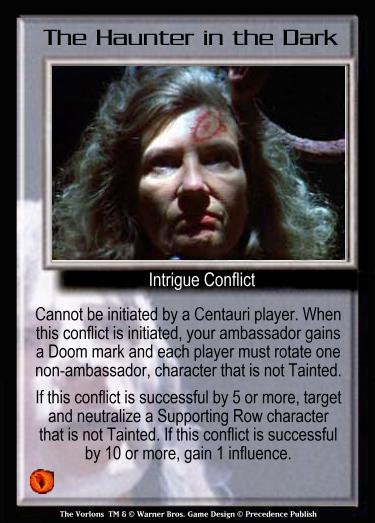 The Haunter in the Dark
Intrigue Conflict
Cannot be initiated by a Centauri player. When
this conflict is initiated, your ambassador gains
a Doom mark and each player must rotate one
non-ambassador, character that is not Tainted.
If this conflict is successful by 5 or more, target
and neutralize a Supporting Row character
that is not Tainted. If this conflict is successful
by 10 or more, gain 1 influence.
The Vorlons TM & © Warner Bros. Game Design © Precedence Publish